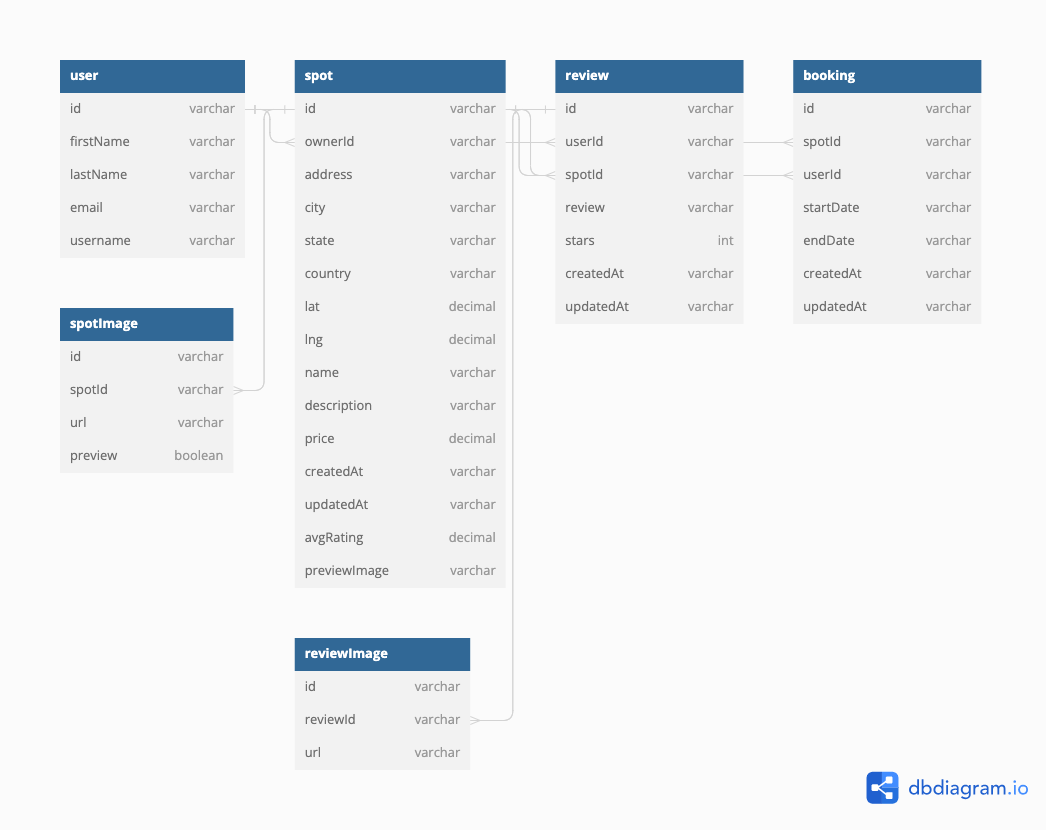 user
id varchar
firstName varchar
lastName varchar
email varchar
username varchar
spotImage
id varchar
spotId varchar
url varchar
preview boolean
spot
id varchar
ownerId varchar
address varchar
city varchar
state varchar
country varchar
lat decimal
lng decimal
name varchar
description varchar
price decimal
createdAt varchar
updatedAt varchar
avgRating decimal
previewImage varchar
reviewImage
id varchar
reviewId varchar
url varchar
review
id varchar
userId varchar
spotId varchar
review varchar
stars int
createdAt varchar
updatedAt varchar
booking
id varchar
spotId varchar
userId varchar
startDate varchar
endDate varchar
createdAt varchar
updatedAt varchar
dbdiagram.io